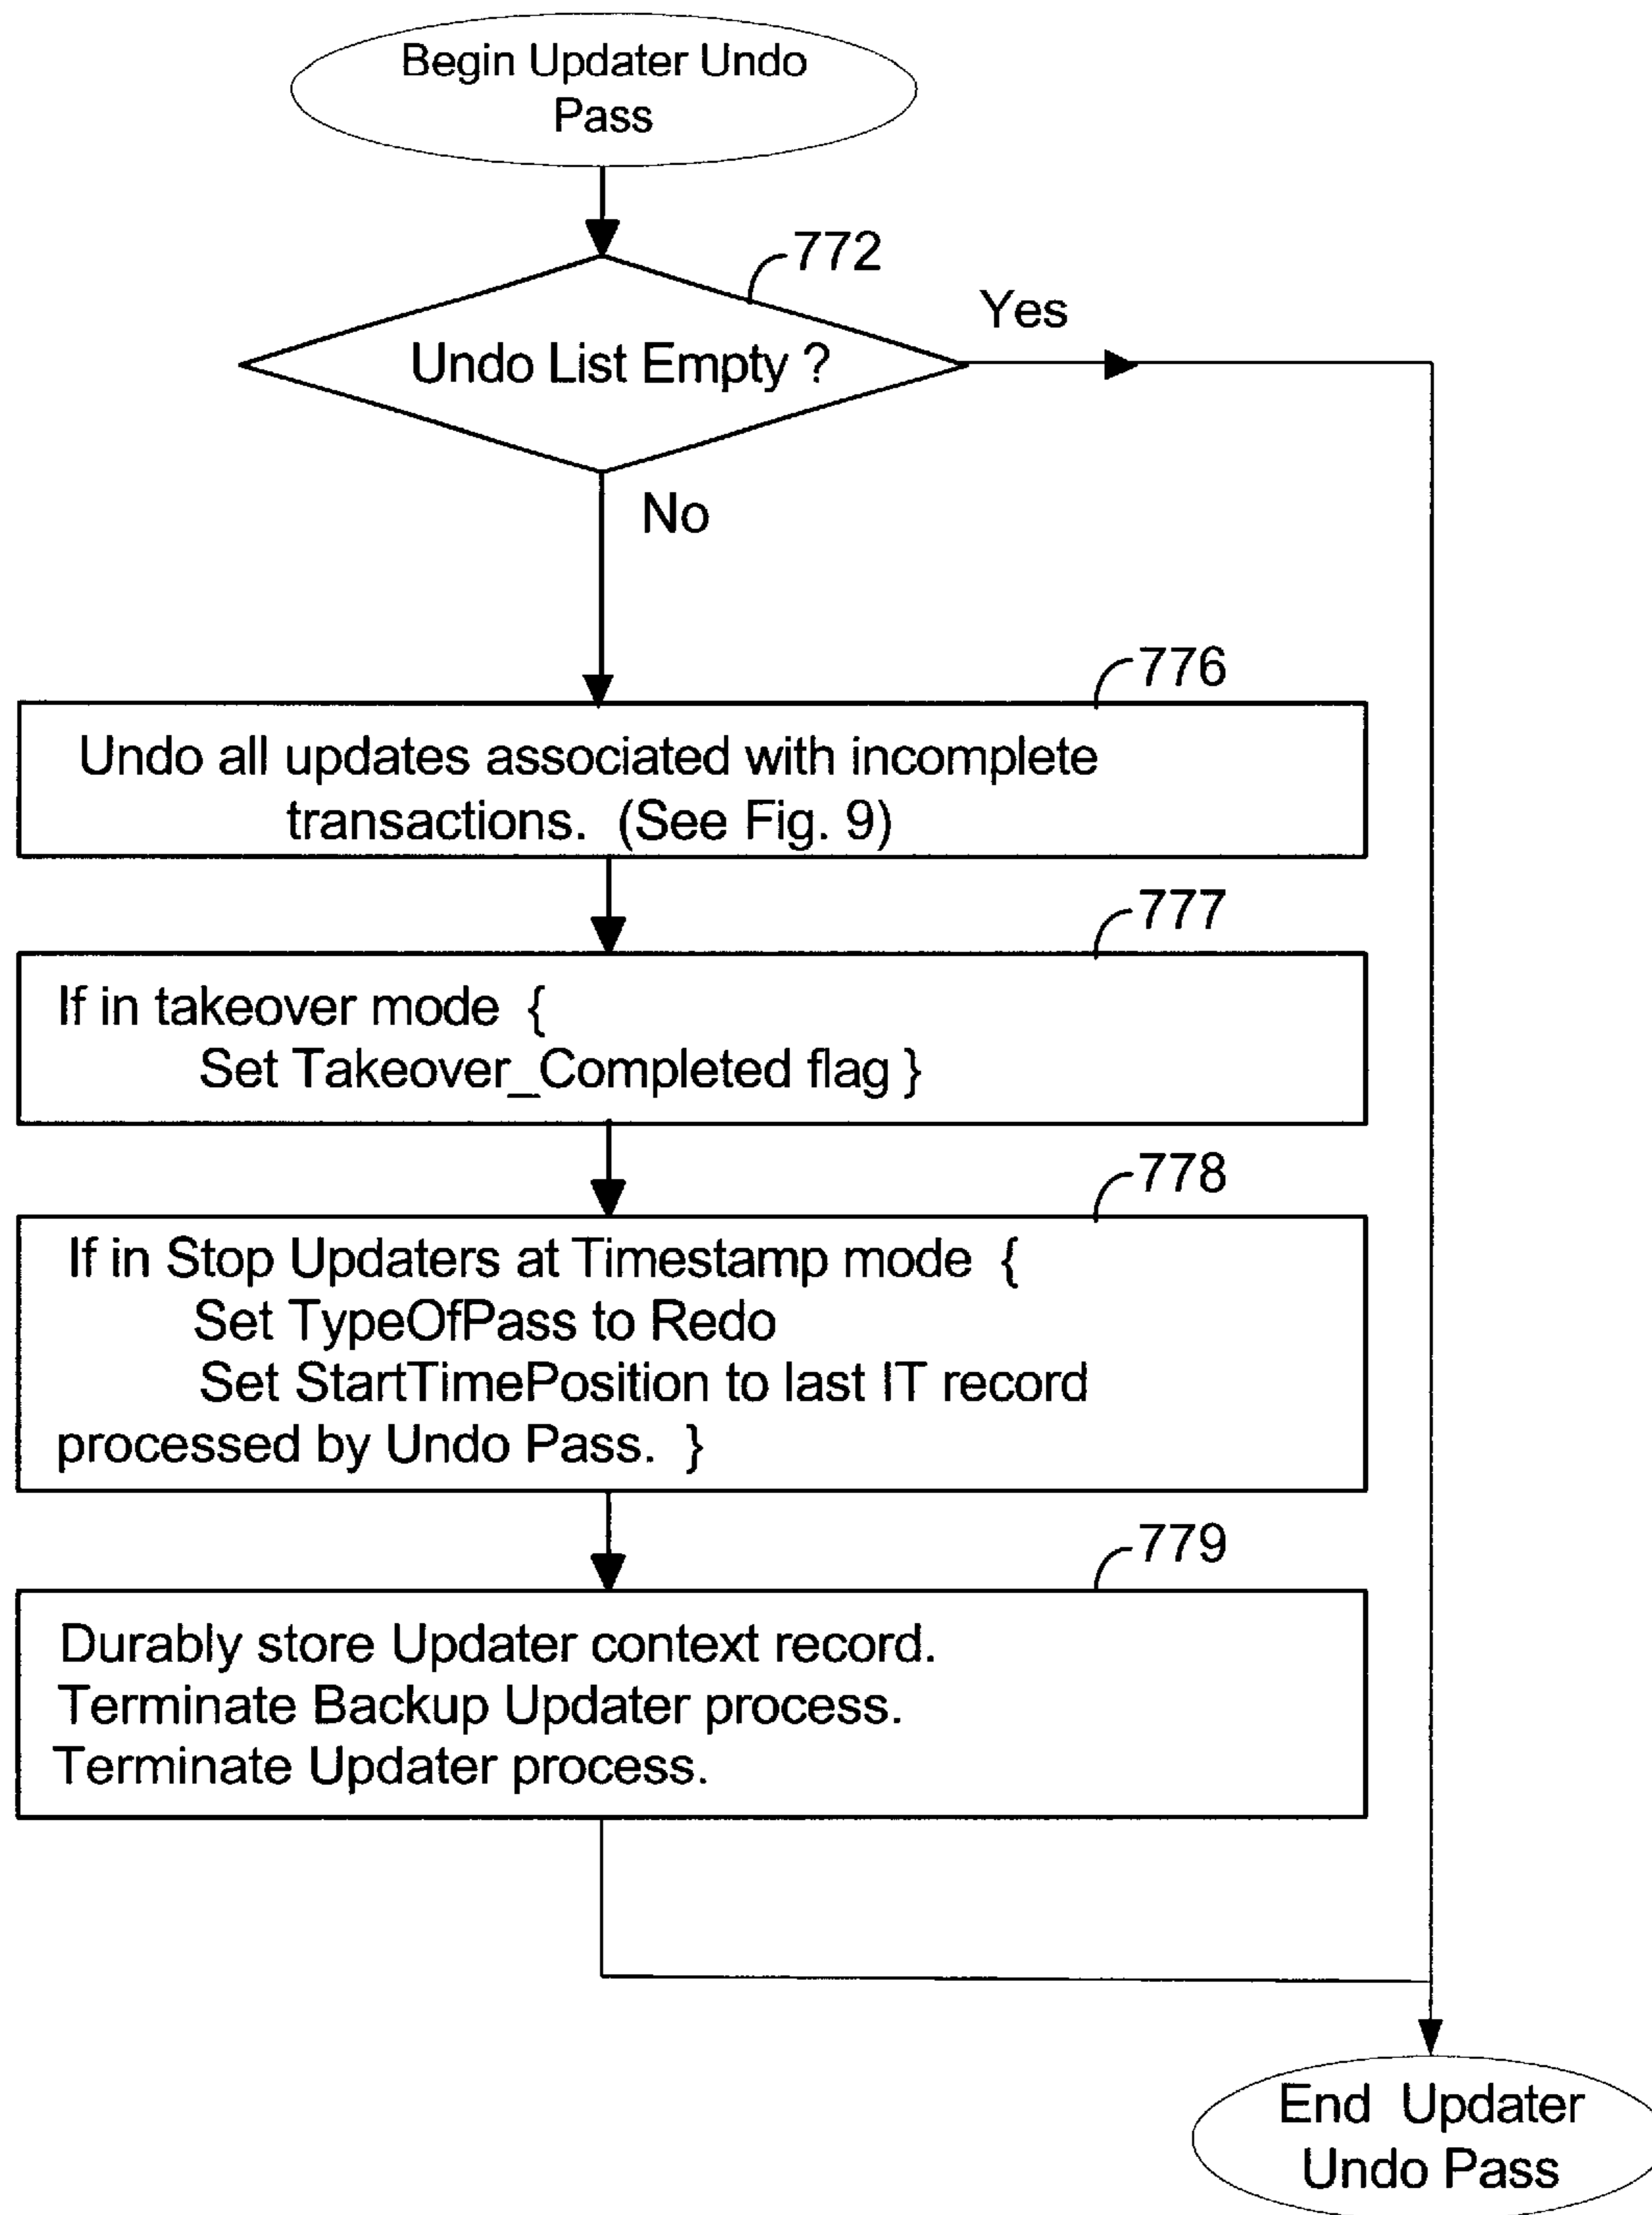 Begin Updater Undo
Pass
772
Yes
Undo List Empty ?
No
776
Undo all updates associated with incomplete
transactions. (See Fig. 9)
777
If in takeover mode {
Set Takeover_Completed flag }
778
If in Stop Updaters at Timestamp mode {
Set TypeOfPass to Redo
Set StartTimePosition to last IT record
processed by Undo Pass. }
779
Durably store Updater context record.
Terminate Backup Updater process.
Terminate Updater process.
End Updater
Undo Pass